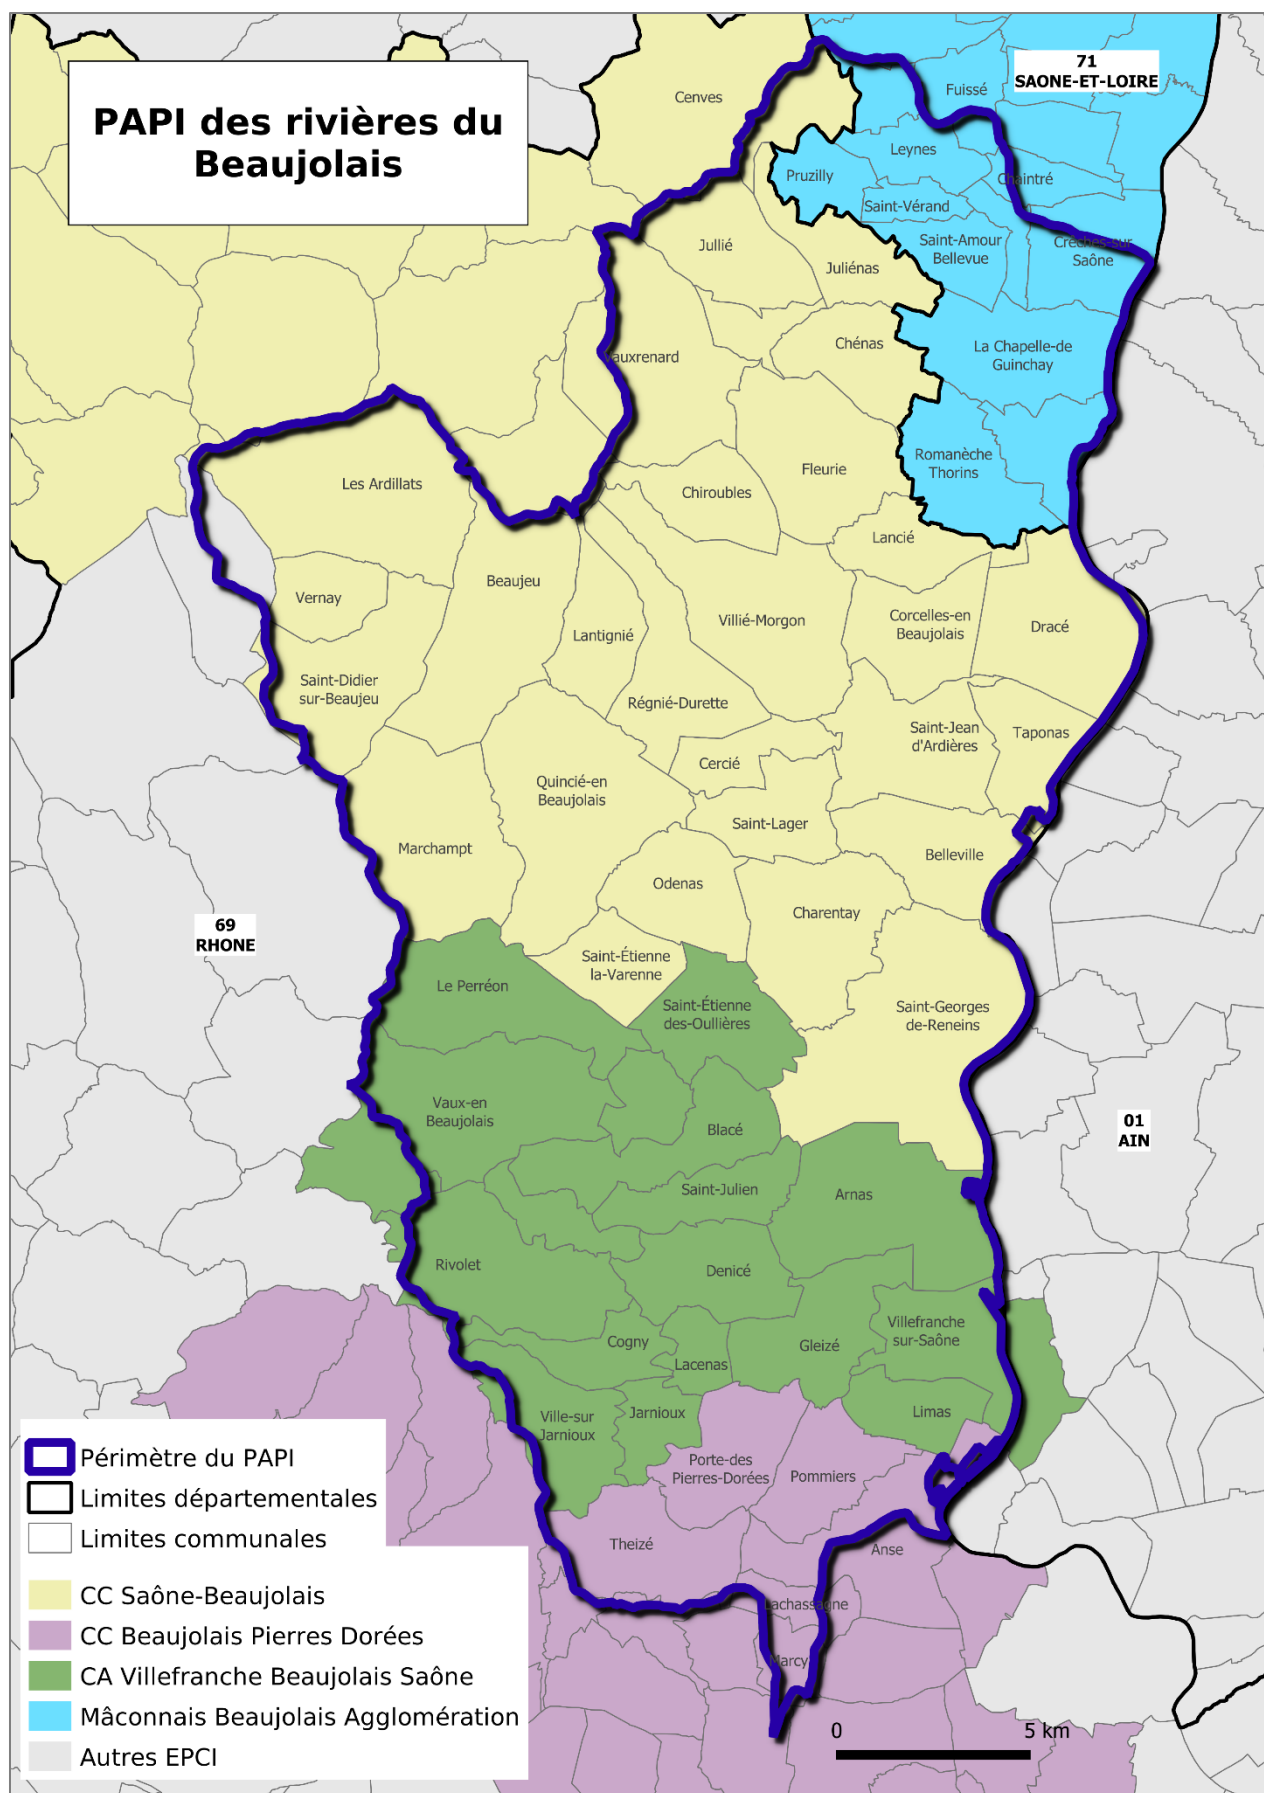 PAPI des rivières du
Beaujolais
71
SAONE-ET-LOIRE
Cenves
Fuissé
Leynes
Pruzilly
Chaintré
Saint-Vérand
Jullié
Saint-Amour
Bellevue
Crêches-sur
Saône
Juliénas
Chénas
La Chapelle-de
Guinchay
Vauxrenard
Romanèche
Thorins
Fleurie
Les Ardillats
Chiroubles
Lancié
Beaujeu
Vernay
Villié-Morgon
Corcelles-en
Beaujolais
Dracé
Lantignié
Saint-Didier
sur-Beaujeu
Régnié-Durette
Saint-Jean
d'Ardières
Taponas
Cercié
Quincié-en
Beaujolais
Saint-Lager
Marchampt
Belleville
Odenas
Charentay
69
RHONE
Saint-Étienne
la-Varenne
Le Perréon
Saint-Étienne
des-Oullières
Saint-Georges
de-Reneins
Vaux-en
Beaujolais
Blacé
01
AIN
Saint-Julien
Arnas
Rivolet
Denicé
Villefranche
sur-Saône
Cogny
Gleizé
Lacenas
Ville-sur
Jarnioux
Jarnioux
Limas
Porte-des
Pierres-Dorées
Pommiers
Theizé
Anse
Lachassagne
Marcy
Périmètre du PAPI
Limites départementales
Limites communales
CC Saône-Beaujolais
CC Beaujolais Pierres Dorées
CA Villefranche Beaujolais Saône
Mâconnais Beaujolais Agglomération
Autres EPCI
0 5 km